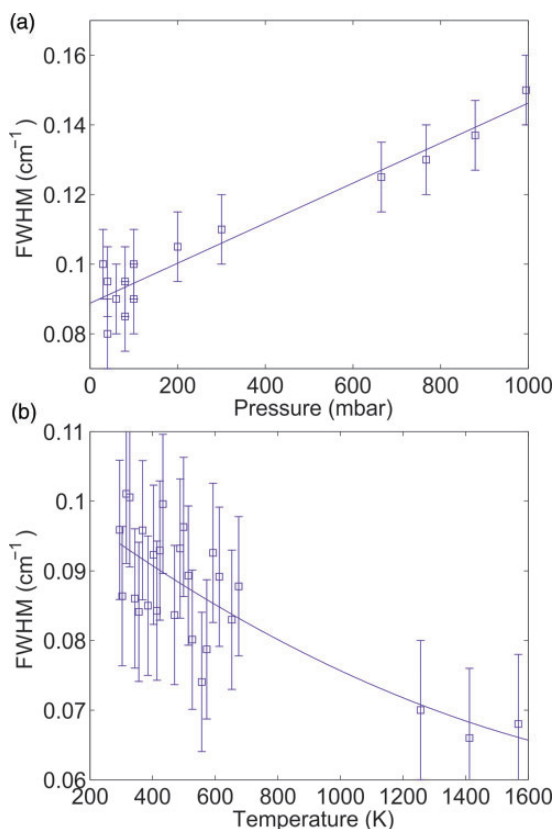 (a)
0.16
0.14
0.12
0.1
0.08
FWHM (cm⁻¹)
0 200 400 600 800 1000
Pressure (mbar)
(b)
0.11
0.1
0.09
0.08
0.07
0.06
FWHM (cm⁻¹)
200 400 600 800 1000 1200 1400 1600
Temperature (K)